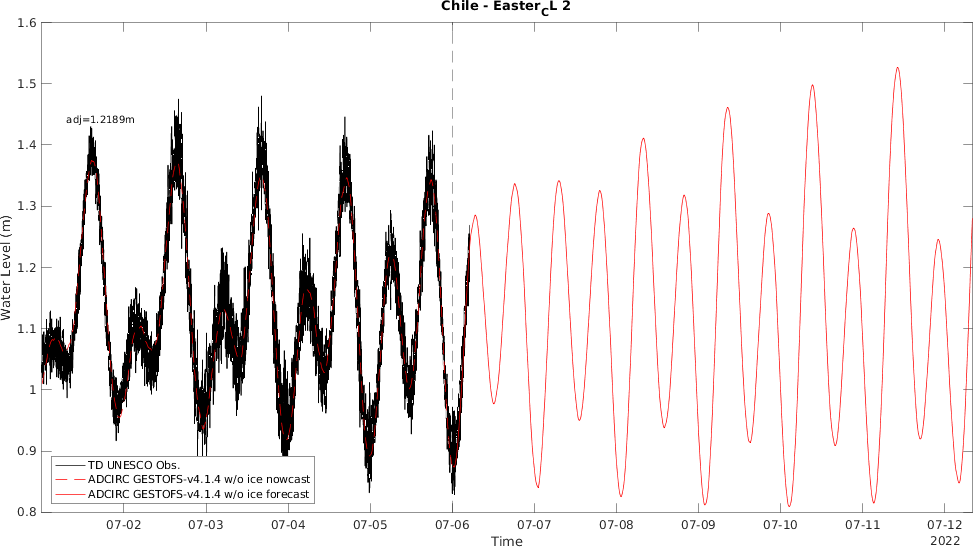 Chile - Easter_CL 2
1.6
1.5
1.4
1.3
1.2
1.1
1
0.9
0.8
Water Level (m)
adj=1.2189m
TD UNESCO Obs.
ADCIRC GESTOFS-v4.1.4 w/o ice nowcast
ADCIRC GESTOFS-v4.1.4 w/o ice forecast
07-02 07-03 07-04 07-05 07-06 07-07 07-08 07-09 07-10 07-11 07-12
Time
2022